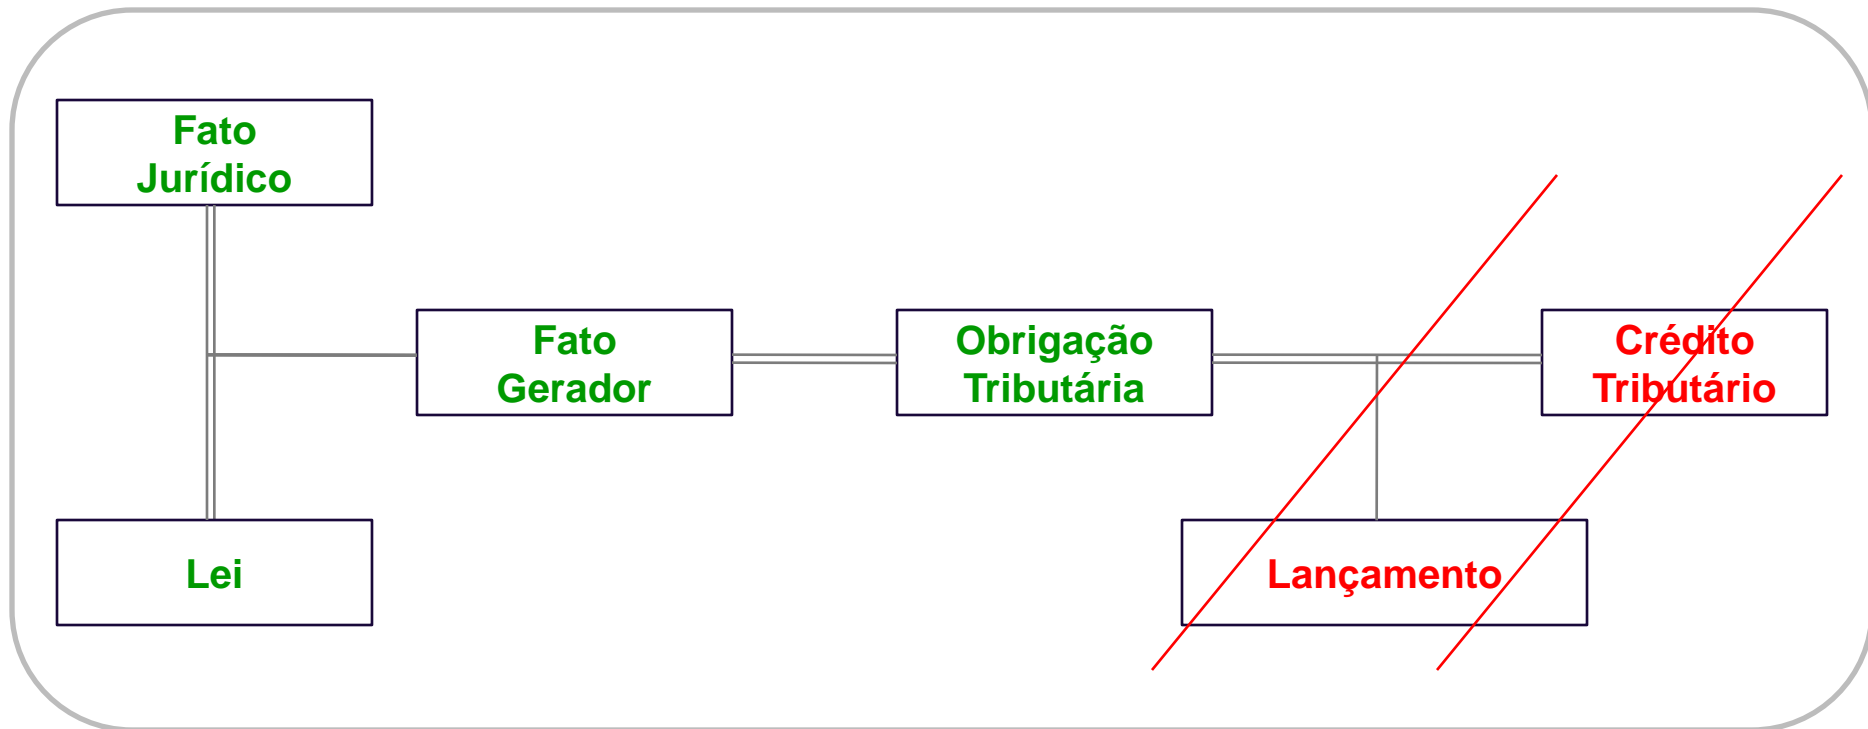 Fato
Jurídico
Fato
Gerador
Obrigação
Tributária
Crédito
Tributário
Lei
Lançamento